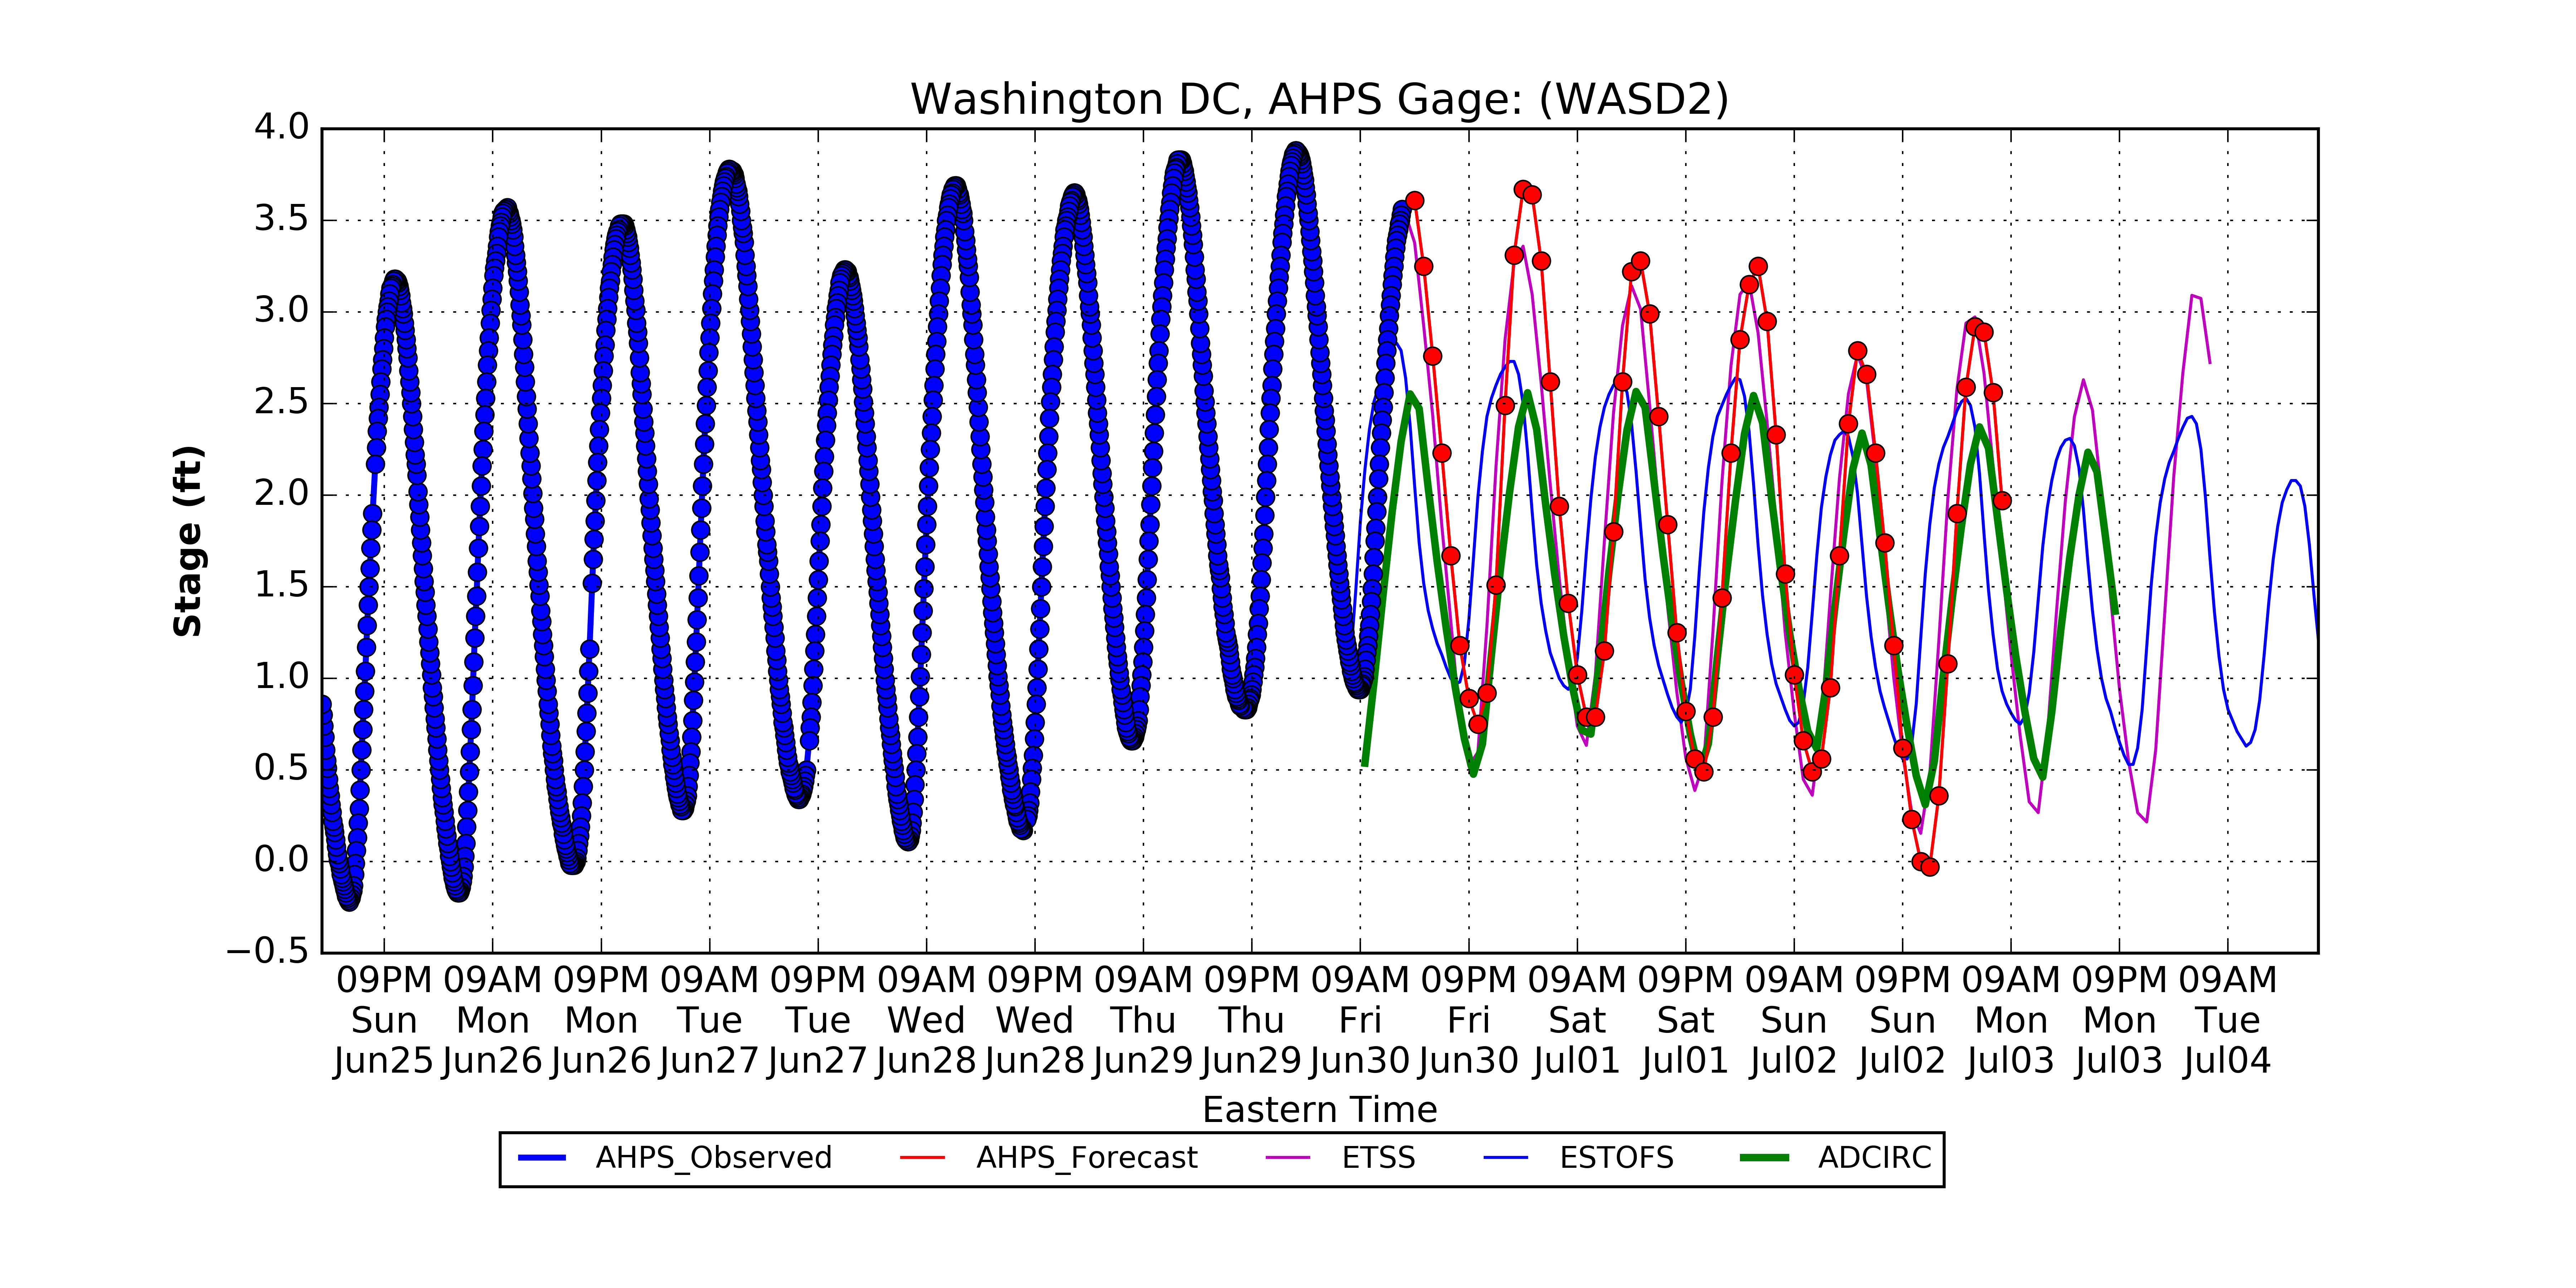 Washington DC, AHPS Gage: (WASD2)
4.0
3.5
3.0
2.5
2.0
1.5
1.0
0.5
0.0
−0.5
Stage (ft)
09PM 09AM 09PM 09AM 09PM 09AM 09PM 09AM 09PM 09AM 09PM 09AM 09PM 09AM 09PM 09AM 09PM 09AM
Sun Mon Mon Tue Tue Wed Wed Thu Thu Fri Fri Sat Sat Sun Sun Mon Mon Tue
Jun25 Jun26 Jun26 Jun27 Jun27 Jun28 Jun28 Jun29 Jun29 Jun30 Jun30 Jul01 Jul01 Jul02 Jul02 Jul03 Jul03 Jul04
Eastern Time
AHPS_Observed AHPS_Forecast ETSS ESTOFS ADCIRC